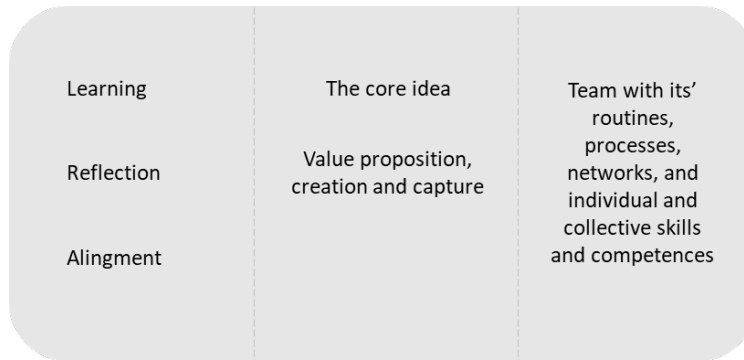 Learning
Reflection
Alingment
The core idea
Value proposition,
creation and capture
Team with its’
routines,
processes,
networks, and
individual and
collective skills
and competences